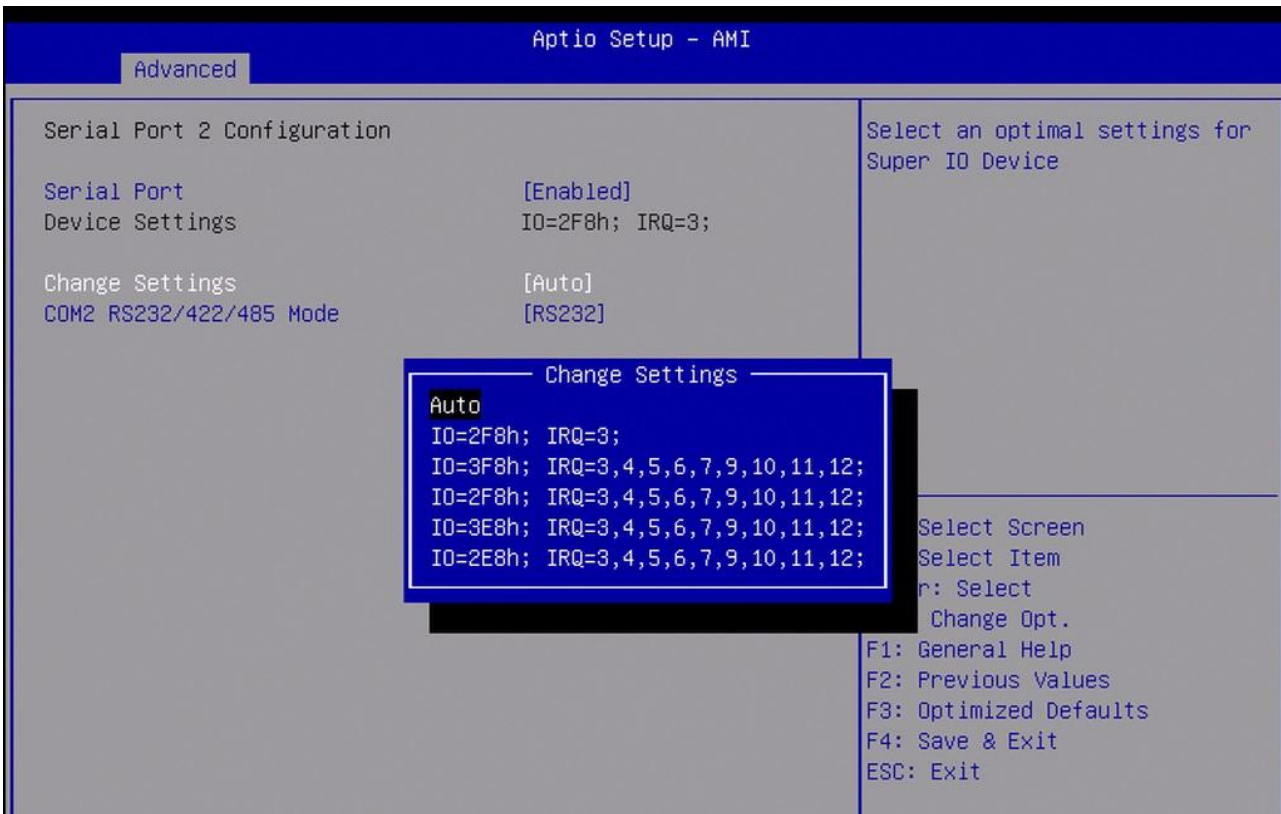 Aptio Setup – AMI
Advanced
Serial Port 2 Configuration
Serial Port [Enabled]
Device Settings IO=2F8h; IRQ=3;
Change Settings [Auto]
COM2 RS232/422/485 Mode [RS232]
Select an optimal settings for
Super IO Device
Change Settings
Auto
IO=2F8h; IRQ=3;
IO=3F8h; IRQ=3,4,5,6,7,9,10,11,12;
IO=2F8h; IRQ=3,4,5,6,7,9,10,11,12;
IO=3E8h; IRQ=3,4,5,6,7,9,10,11,12;
IO=2E8h; IRQ=3,4,5,6,7,9,10,11,12;
Select Screen
Select Item
r: Select
Change Opt.
F1: General Help
F2: Previous Values
F3: Optimized Defaults
F4: Save & Exit
ESC: Exit